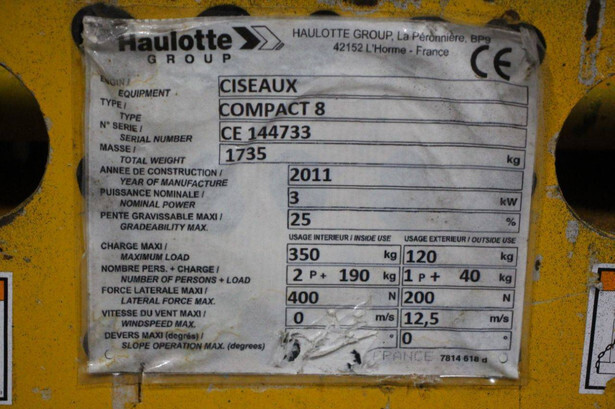 Haulotte
GROUP
HAULOTTE GROUP, La Péronnière, BP9
42152 L'Horme - France
CE
EQUIPMENT CISEAUX
TYPE /
TYPE COMPACT 8
N° SERIE /
SERIAL NUMBER CE 144733
MASSE /
TOTAL WEIGHT 1735 kg
ANNÉE DE CONSTRUCTION /
YEAR OF MANUFACTURE 2011
PUISSANCE NOMINALE /
NOMINAL POWER 3 kW
PENTE GRAVISSABLE MAXI /
GRADEABILITY MAX. 25 %
USAGE INTERIEUR / INSIDE USE USAGE EXTERIEUR / OUTSIDE USE
CHARGE MAXI /
MAXIMUM LOAD 350 kg 120 kg
NOMBRE PERS. + CHARGE /
NUMBER OF PERSONS + LOAD 2 P + 190 kg 1 P + 40 kg
FORCE LATERALE MAXI /
LATERAL FORCE MAX. 400 N 200 N
VITESSE DU VENT MAXI /
WINDSPEED MAX. 0 m/s 12,5 m/s
DEVERS MAXI (degrés) /
SLOPE OPERATION MAX. (degrees) ° 0 °
FRANCE 7814 618 d